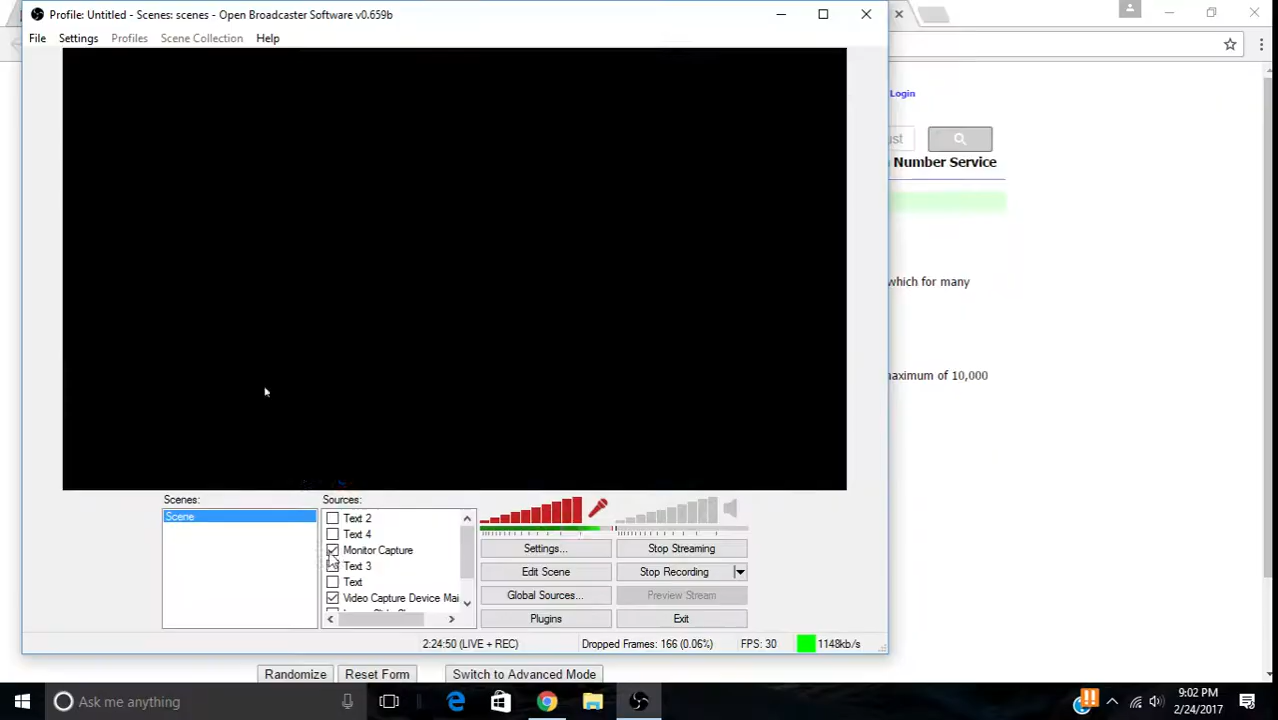 Profile: Untitled - Scenes: scenes - Open Broadcaster Software v0.659b
File Settings Profiles Scene Collection Help
Login
ust
Number Service
which for many
maximum of 10,000
Scenes:
Scene
Sources:
Text 2
Text 4
Monitor Capture
Text 3
Text
Video Capture Device Mai
Settings... Stop Streaming
Edit Scene Stop Recording
Global Sources... Preview Stream
Plugins Exit
2:24:50 (LIVE + REC) Dropped Frames: 166 (0.06%) FPS: 30 1148kb/s
Randomize Reset Form Switch to Advanced Mode
Ask me anything
9:02 PM
2/24/2017